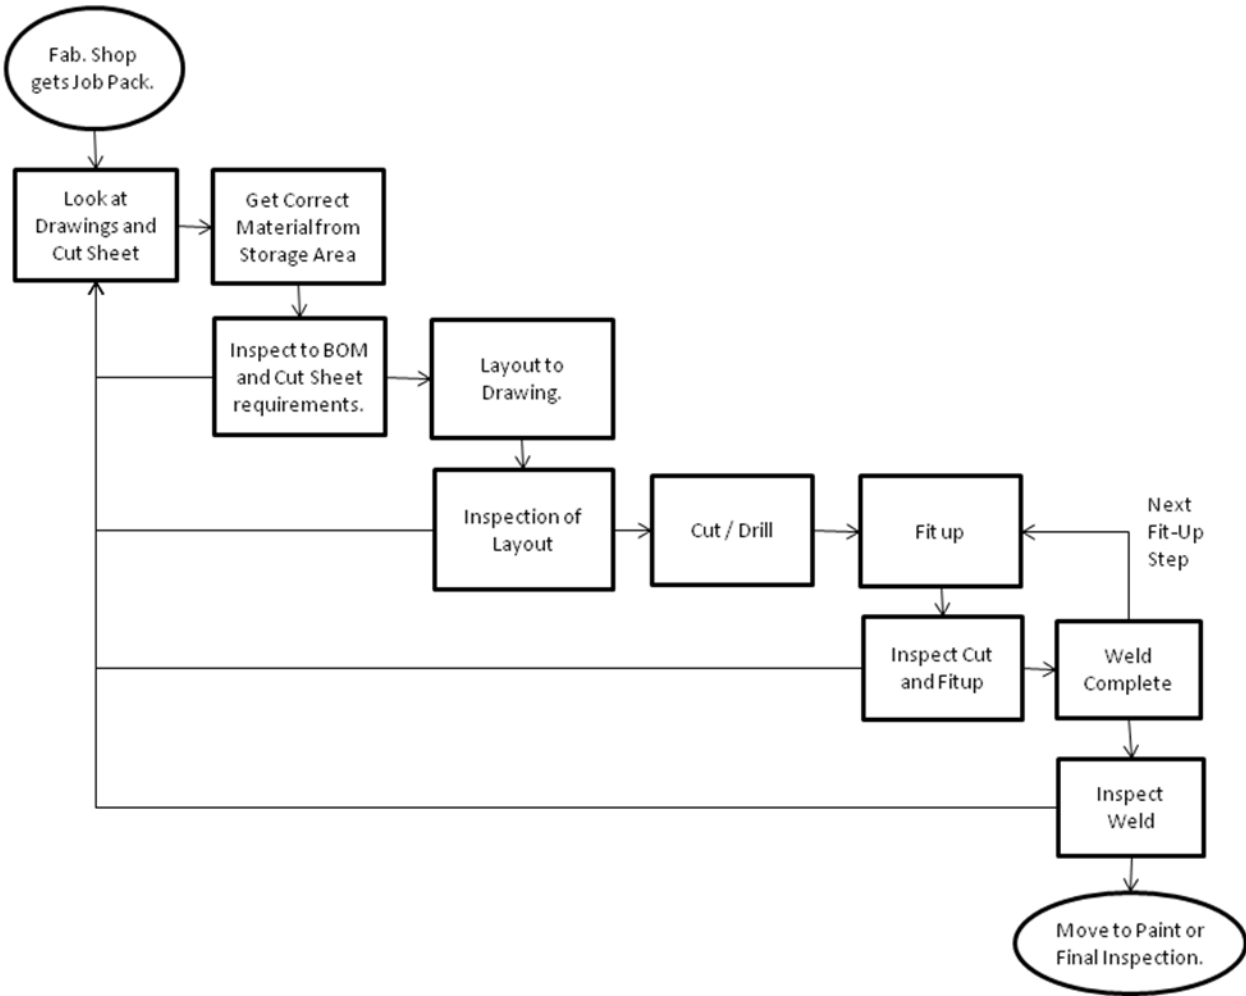 Fab. Shop
gets Job Pack.
Look at
Drawings and
Cut Sheet
Get Correct
Material from
Storage Area
Inspect to BOM
and Cut Sheet
requirements.
Layout to
Drawing.
Inspection of
Layout
Cut / Drill
Fit up
Next
Fit-Up
Step
Inspect Cut
and Fitup
Weld
Complete
Inspect
Weld
Move to Paint or
Final Inspection.